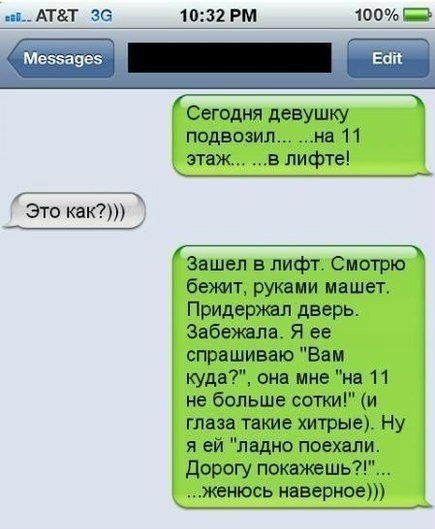 AT&T 3G 10:32 PM 100%
Messages Edit
Сегодня девушку
подвозил... ...на 11
этаж... ...в лифте!
Это как?)))
Зашел в лифт. Смотрю
бежит, руками машет.
Придержал дверь.
Забежала. Я ее
спрашиваю "Вам
куда?", она мне "на 11
не больше сотки!" (и
глаза такие хитрые). Ну
я ей "ладно поехали.
Дорогу покажешь?!"...
...женюсь наверное)))